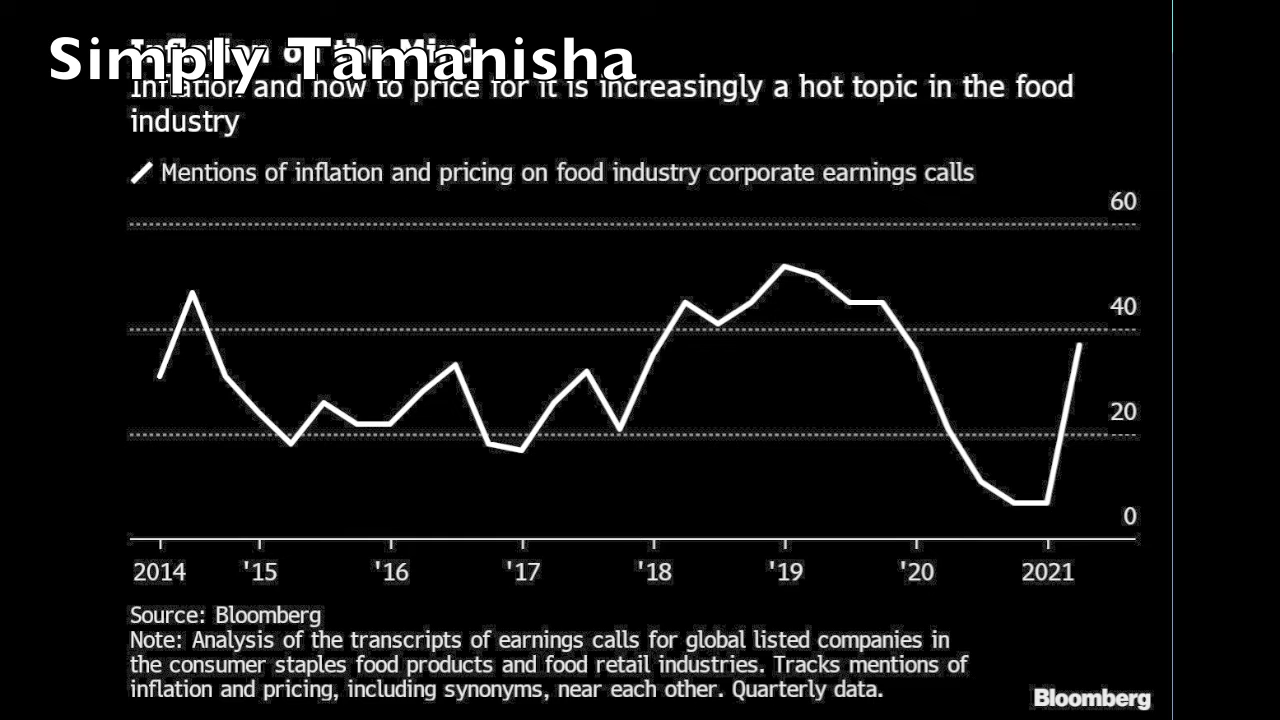 Simply Tamanisha
Inflation on the Mind
Inflation and how to price for it is increasingly a hot topic in the food
industry
Mentions of inflation and pricing on food industry corporate earnings calls
60
40
20
0
2014 '15 '16 '17 '18 '19 '20 2021
Source: Bloomberg
Note: Analysis of the transcripts of earnings calls for global listed companies in
the consumer staples food products and food retail industries. Tracks mentions of
inflation and pricing, including synonyms, near each other. Quarterly data.
Bloomberg